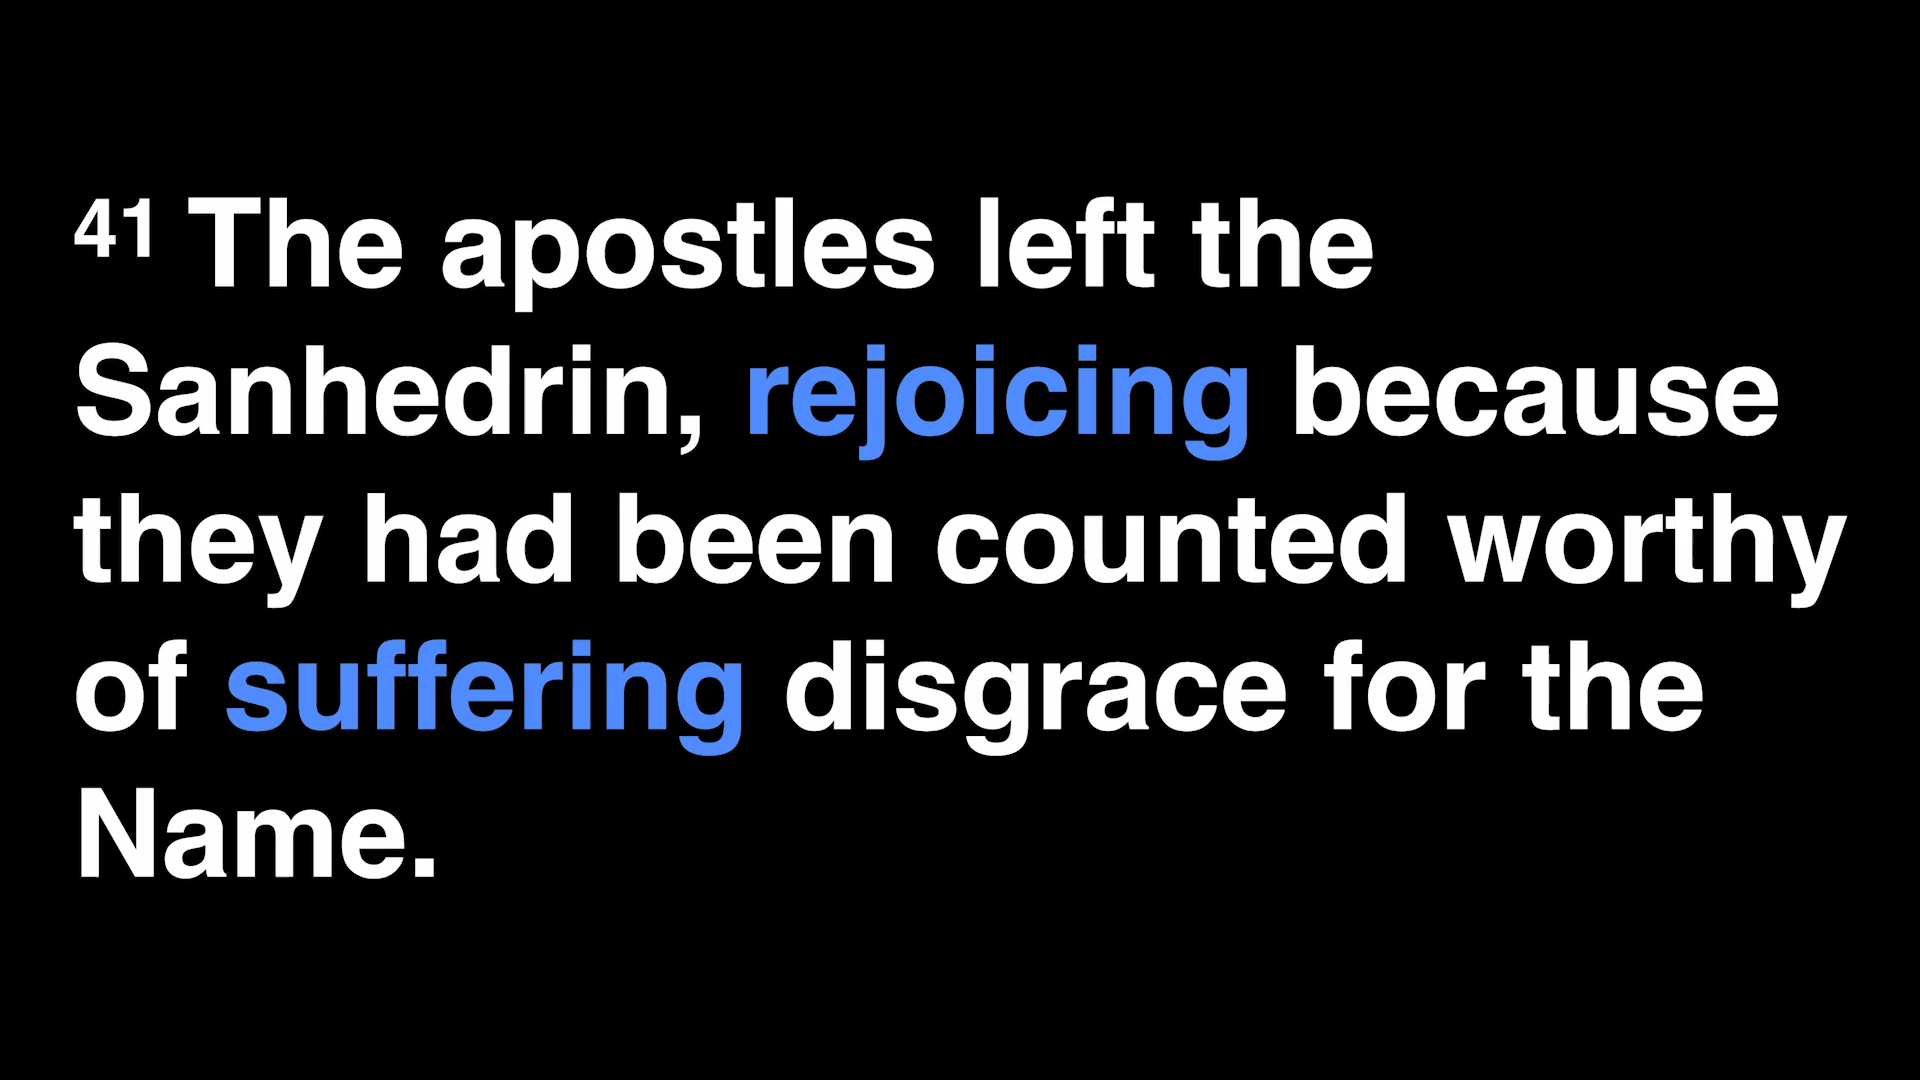 41 The apostles left the
Sanhedrin, rejoicing because
they had been counted worthy
of suffering disgrace for the
Name.